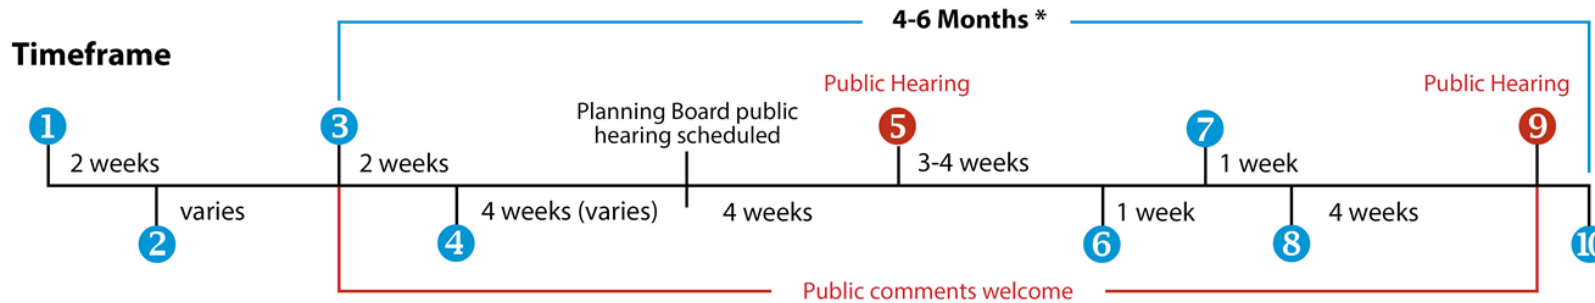 4-6 Months *
Timeframe
Public Hearing
Public Hearing
Planning Board public
hearing scheduled
1
3
5
7
9
2 weeks
2 weeks
3-4 weeks
1 week
varies
4 weeks (varies)
4 weeks
1 week
4 weeks
2
4
6
8
10
Public comments welcome